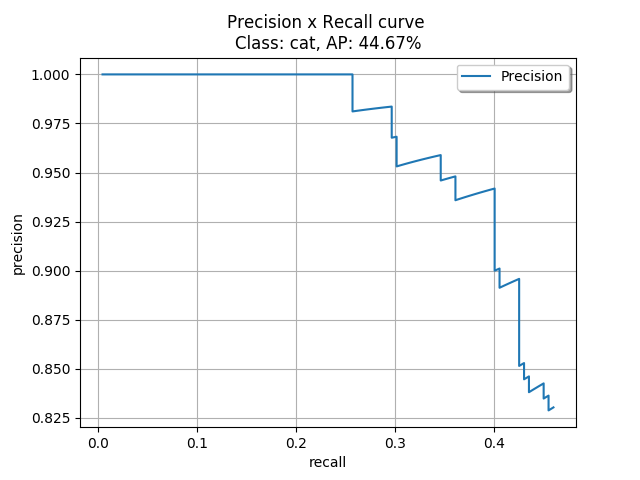 Precision x Recall curve
Class: cat, AP: 44.67%
Precision
1.000
0.975
0.950
0.925
0.900
0.875
0.850
0.825
precision
0.0 0.1 0.2 0.3 0.4
recall